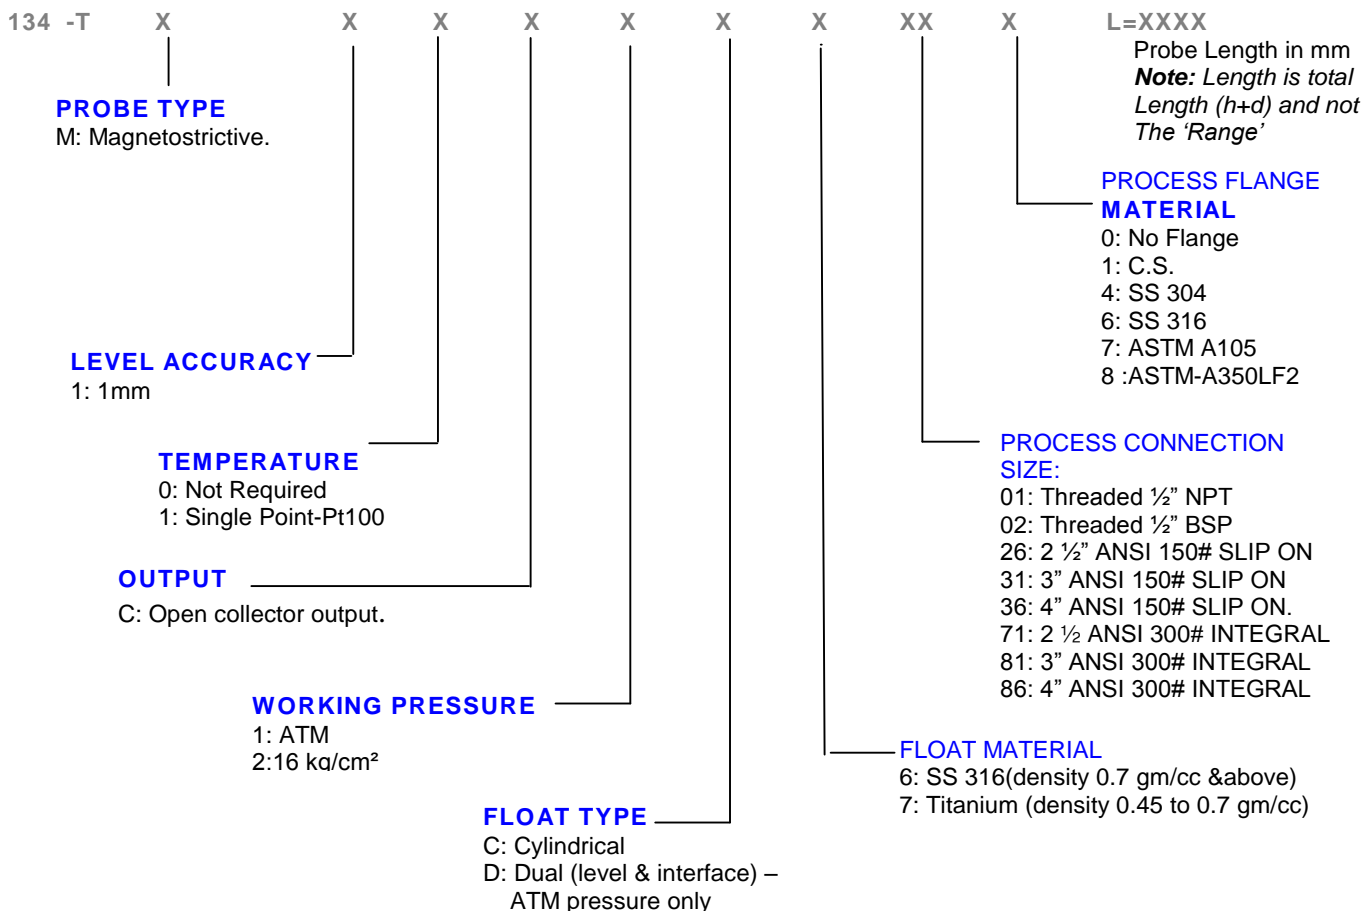 134 -T X X X X X X X XX X L=XXXX
Probe Length in mm
Note: Length is total
Length (h+d) and not
The ‘Range’
PROBE TYPE
M: Magnetostrictive.
PROCESS FLANGE
MATERIAL
0: No Flange
1: C.S.
4: SS 304
6: SS 316
7: ASTM A105
8 :ASTM-A350LF2
LEVEL ACCURACY
1: 1mm
TEMPERATURE
0: Not Required
1: Single Point-Pt100
PROCESS CONNECTION
SIZE:
01: Threaded ½” NPT
02: Threaded ½” BSP
26: 2 ½” ANSI 150# SLIP ON
31: 3” ANSI 150# SLIP ON
36: 4” ANSI 150# SLIP ON.
71: 2 ½ ANSI 300# INTEGRAL
81: 3” ANSI 300# INTEGRAL
86: 4” ANSI 300# INTEGRAL
OUTPUT
C: Open collector output.
WORKING PRESSURE
1: ATM
2:16 kg/cm²
FLOAT MATERIAL
6: SS 316(density 0.7 gm/cc &above)
7: Titanium (density 0.45 to 0.7 gm/cc)
FLOAT TYPE
C: Cylindrical
D: Dual (level & interface) –
ATM pressure only